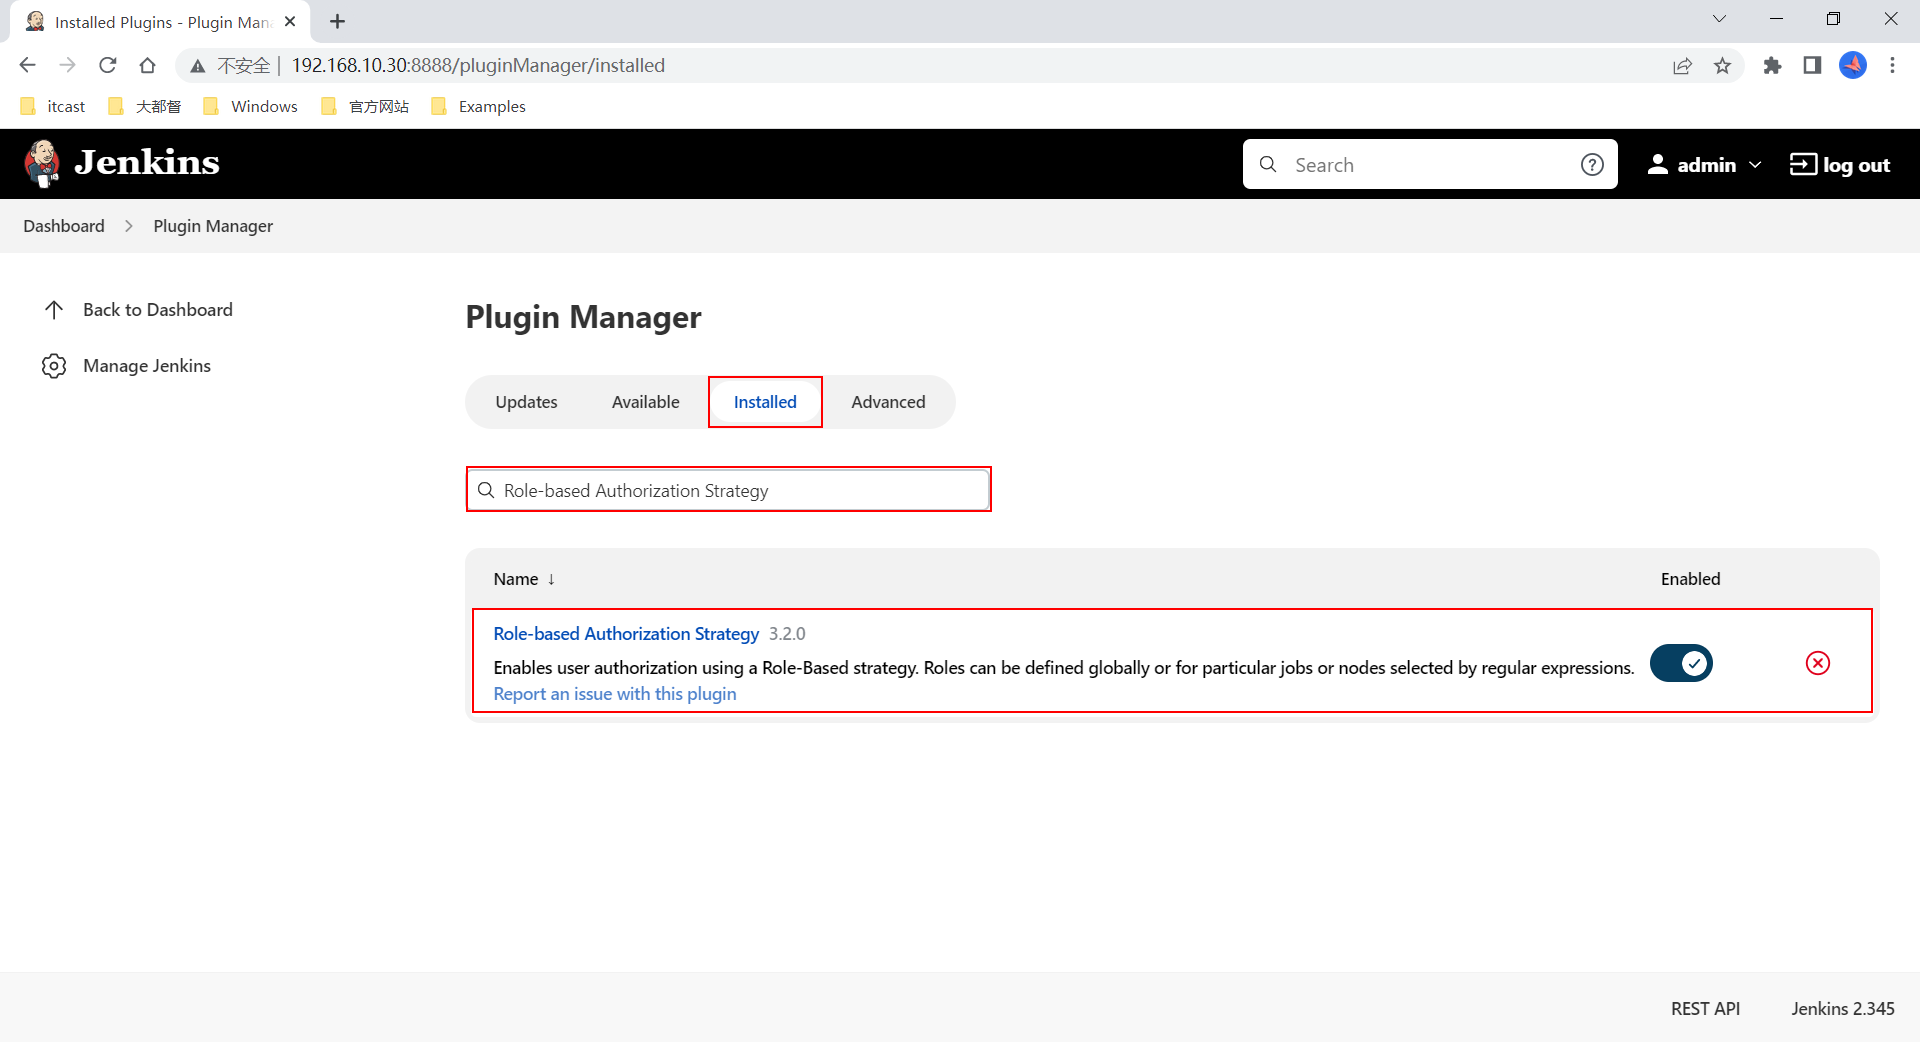 Installed Plugins - Plugin Mana
不安全 | 192.168.10.30:8888/pluginManager/installed
itcast 大都督 Windows 官方网站 Examples
Jenkins Search admin log out
Dashboard Plugin Manager
Back to Dashboard
Manage Jenkins
Plugin Manager
Updates Available Installed Advanced
Role-based Authorization Strategy
Name ↓ Enabled
Role-based Authorization Strategy 3.2.0
Enables user authorization using a Role-Based strategy. Roles can be defined globally or for particular jobs or nodes selected by regular expressions.
Report an issue with this plugin
REST API Jenkins 2.345